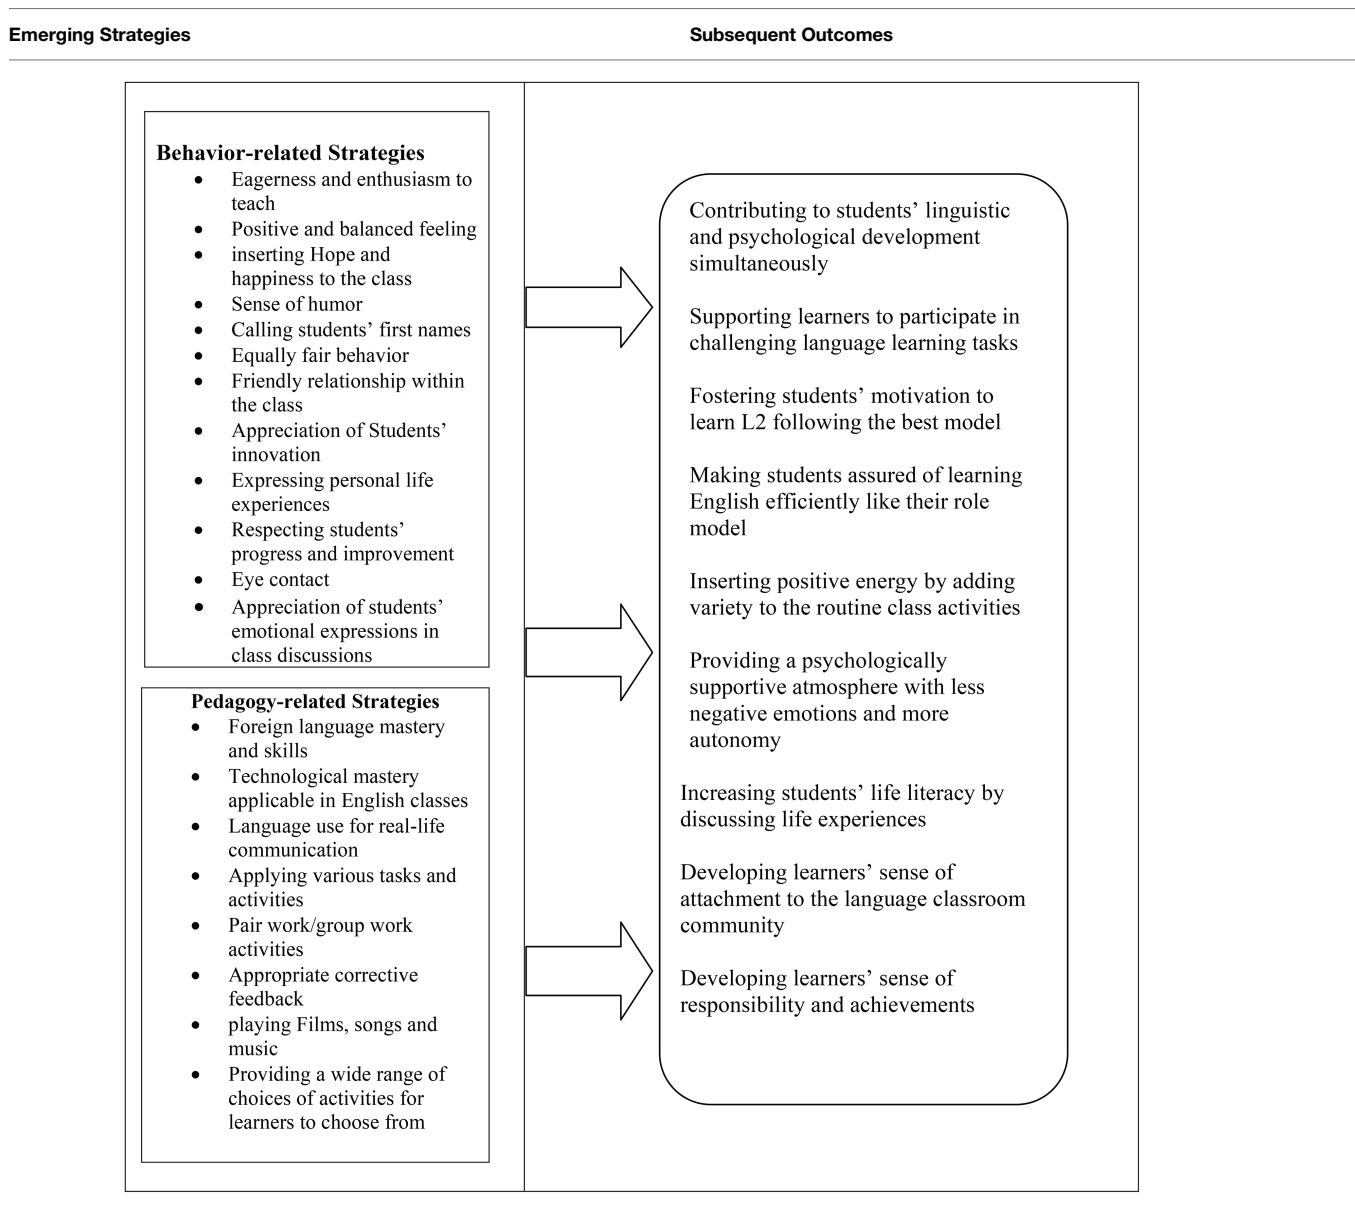 Emerging Strategies
Subsequent Outcomes
Behavior-related Strategies
• Eagerness and enthusiasm to
teach
• Positive and balanced feeling
• inserting Hope and
happiness to the class
• Sense of humor
• Calling students’ first names
• Equally fair behavior
• Friendly relationship within
the class
• Appreciation of Students’
innovation
• Expressing personal life
experiences
• Respecting students’
progress and improvement
• Eye contact
• Appreciation of students’
emotional expressions in
class discussions
Pedagogy-related Strategies
• Foreign language mastery
and skills
• Technological mastery
applicable in English classes
• Language use for real-life
communication
• Applying various tasks and
activities
• Pair work/group work
activities
• Appropriate corrective
feedback
• playing Films, songs and
music
• Providing a wide range of
choices of activities for
learners to choose from
Contributing to students’ linguistic
and psychological development
simultaneously
Supporting learners to participate in
challenging language learning tasks
Fostering students’ motivation to
learn L2 following the best model
Making students assured of learning
English efficiently like their role
model
Inserting positive energy by adding
variety to the routine class activities
Providing a psychologically
supportive atmosphere with less
negative emotions and more
autonomy
Increasing students’ life literacy by
discussing life experiences
Developing learners’ sense of
attachment to the language classroom
community
Developing learners’ sense of
responsibility and achievements